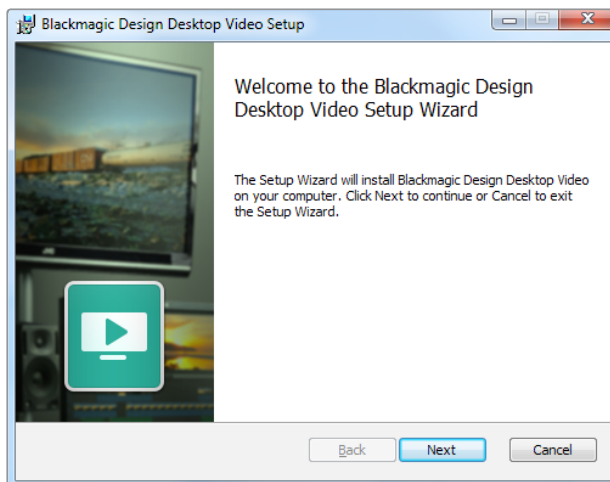 Blackmagic Design Desktop Video Setup
Welcome to the Blackmagic Design
Desktop Video Setup Wizard
The Setup Wizard will install Blackmagic Design Desktop Video
on your computer. Click Next to continue or Cancel to exit
the Setup Wizard.
JVC
Back
Next
Cancel